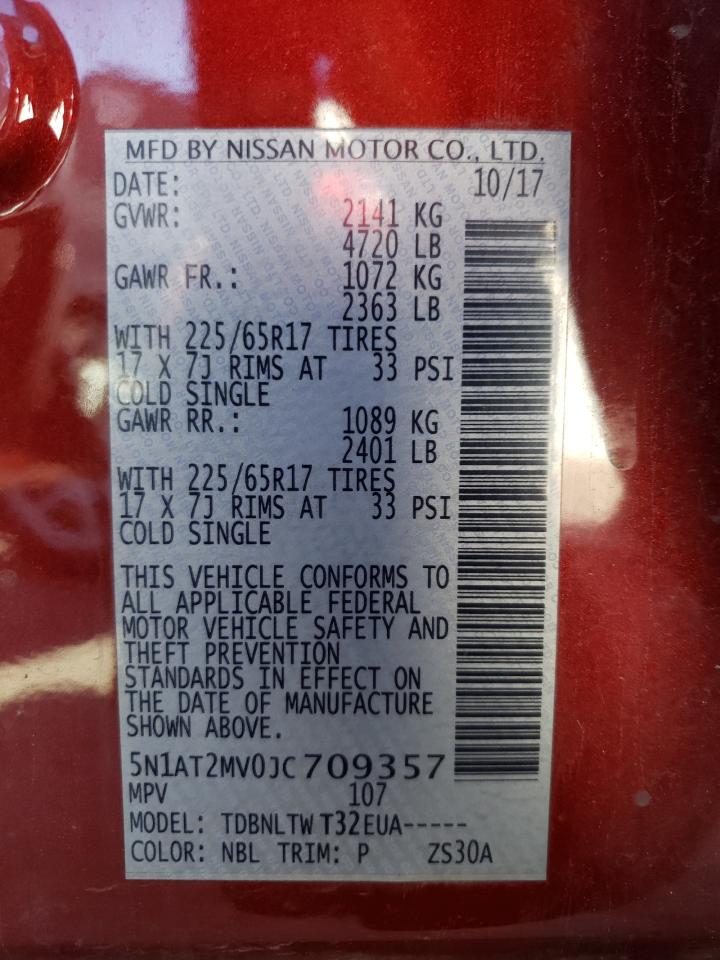 MFD BY NISSAN MOTOR CO., LTD.
DATE: 10/17
GVWR: 2141 KG
4720 LB
GAWR FR.: 1072 KG
2363 LB
WITH 225/65R17 TIRES
17 X 7J RIMS AT 33 PSI
COLD SINGLE
GAWR RR.: 1089 KG
2401 LB
WITH 225/65R17 TIRES
17 X 7J RIMS AT 33 PSI
COLD SINGLE
THIS VEHICLE CONFORMS TO
ALL APPLICABLE FEDERAL
MOTOR VEHICLE SAFETY AND
THEFT PREVENTION
STANDARDS IN EFFECT ON
THE DATE OF MANUFACTURE
SHOWN ABOVE.
5N1AT2MV0JC709357
MPV 107
MODEL: TDBNLTW T32EUA-----
COLOR: NBL TRIM: P ZS30A